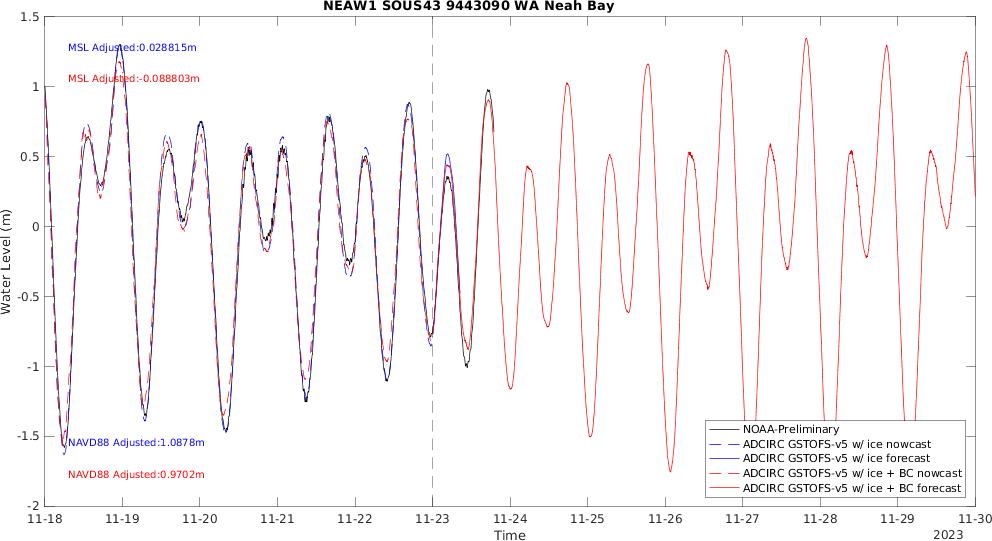 NEAW1 SOUS43 9443090 WA Neah Bay
1.5
1
0.5
0
-0.5
-1
-1.5
-2
Water Level (m)
MSL Adjusted:0.028815m
MSL Adjusted:-0.088803m
NAVD88 Adjusted:1.0878m
NAVD88 Adjusted:0.9702m
NOAA-Preliminary
ADCIRC GSTOFS-v5 w/ ice nowcast
ADCIRC GSTOFS-v5 w/ ice forecast
ADCIRC GSTOFS-v5 w/ ice + BC nowcast
ADCIRC GSTOFS-v5 w/ ice + BC forecast
11-18 11-19 11-20 11-21 11-22 11-23 11-24 11-25 11-26 11-27 11-28 11-29 11-30
Time
2023